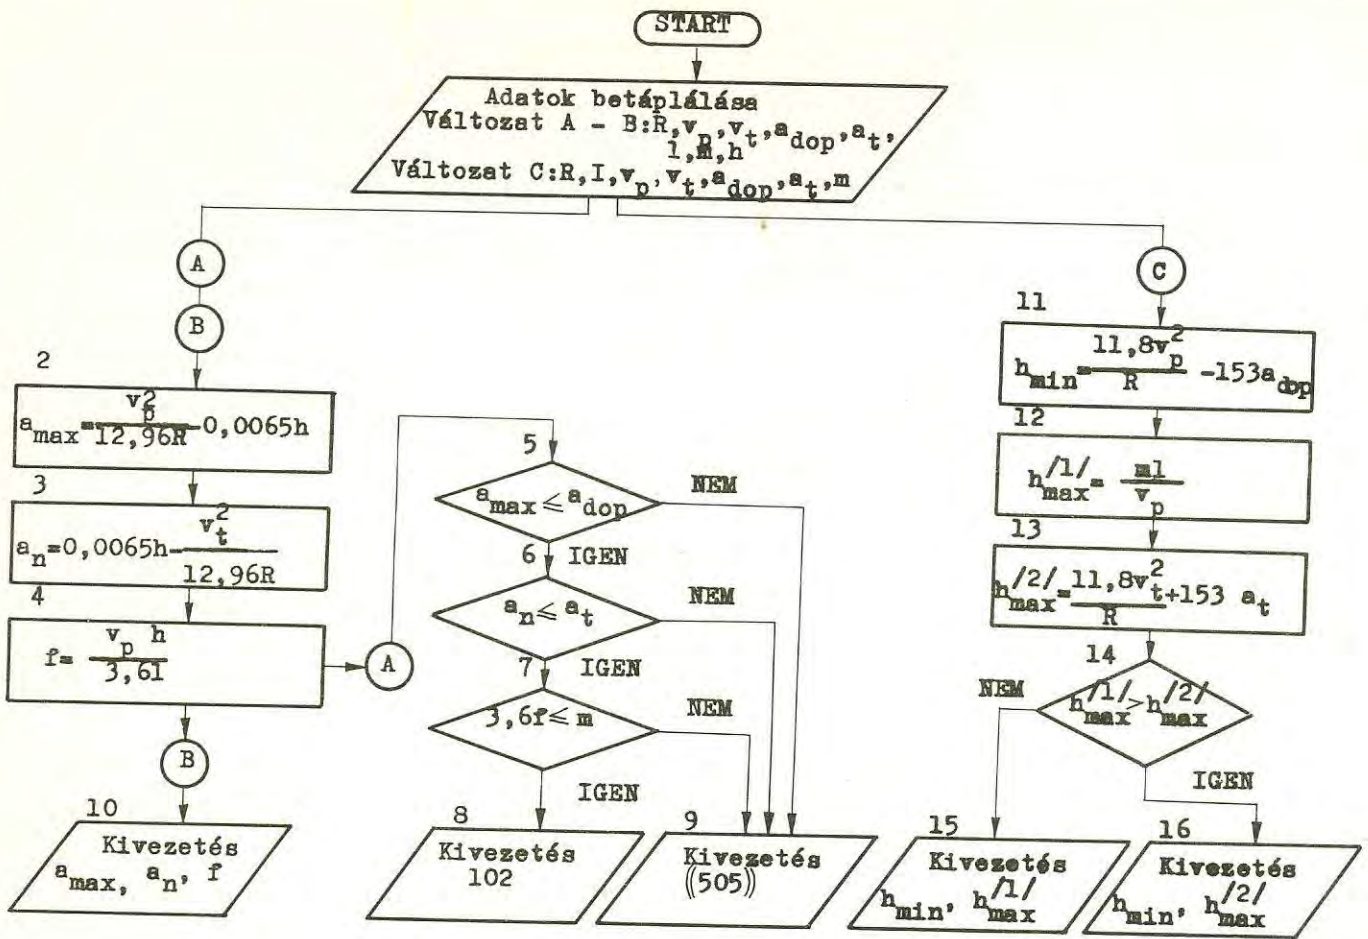 START
Adatok betáplálása
Változat A - B:R,v_p,v_t,a_dop,a_t,
l,m,h
Változat C:R,I,v_p,v_t,a_dop,a_t,m
A
B
2
a_max=v_p^2/12,96R-0,0065h
3
a_n=0,0065h-v_t^2/12,96R
4
f=v_p h/3,6l
A
B
10
Kivezetés
a_max, a_n, f
5
a_max≤a_dop
NEM
6
IGEN
a_n≤a_t
NEM
7
IGEN
3,6f≤m
NEM
IGEN
8
Kivezetés
102
9
Kivezetés
((505))
C
11
h_min=11,8v_p^2/R -153a_dop
12
h_max^/1/=ml/v_p
13
h_max^/2/=11,8v_t^2/R+153 a_t
14
NEM
h_max^/1/>h_max^/2/
IGEN
15
Kivezetés
h_min, h_max^/1/
16
Kivezetés
h_min, h_max^/2/